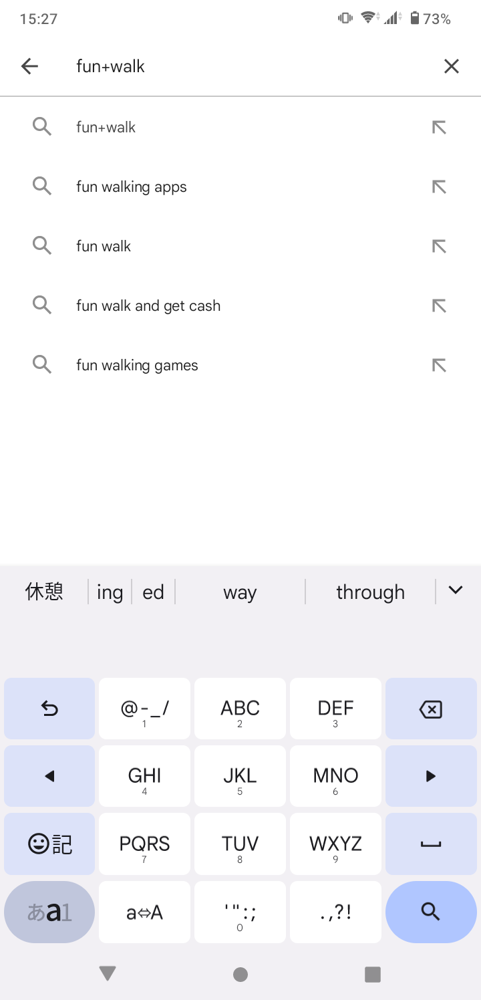 15:27 73%
fun+walk
fun+walk
fun walking apps
fun walk
fun walk and get cash
fun walking games
休憩 ing ed way through
@-_/ ABC DEF
1 2 3
GHI JKL MNO
4 5 6
記 PQRS TUV WXYZ
7 8 9
あa1 a⇔A '":; .,?!
0